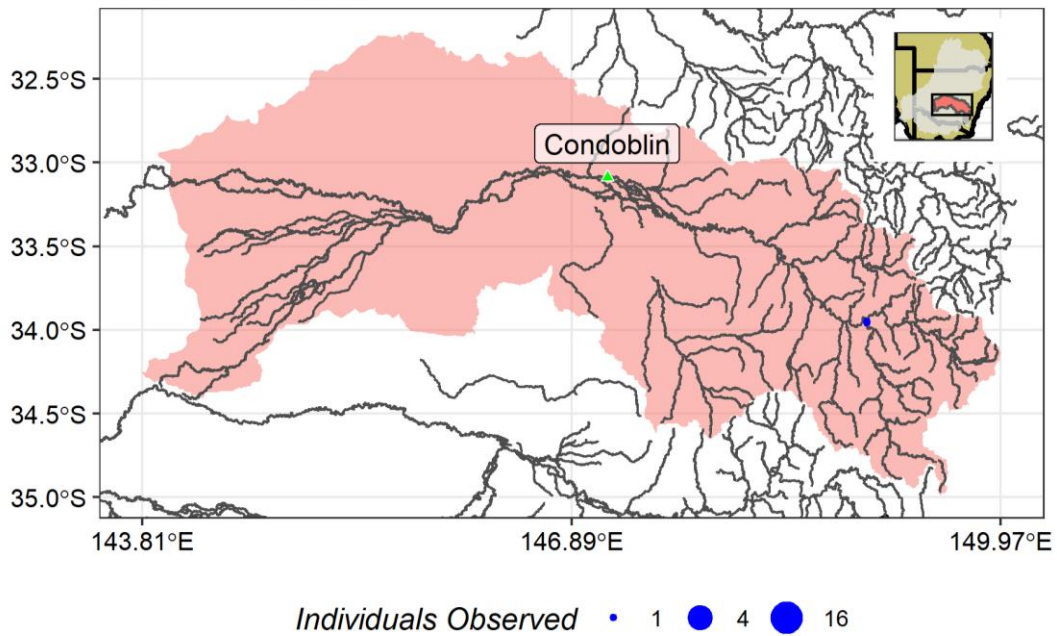 32.5°S
33.0°S
33.5°S
34.0°S
34.5°S
35.0°S
Condoblin
143.81°E 146.89°E 149.97°E
Individuals Observed 1 4 16